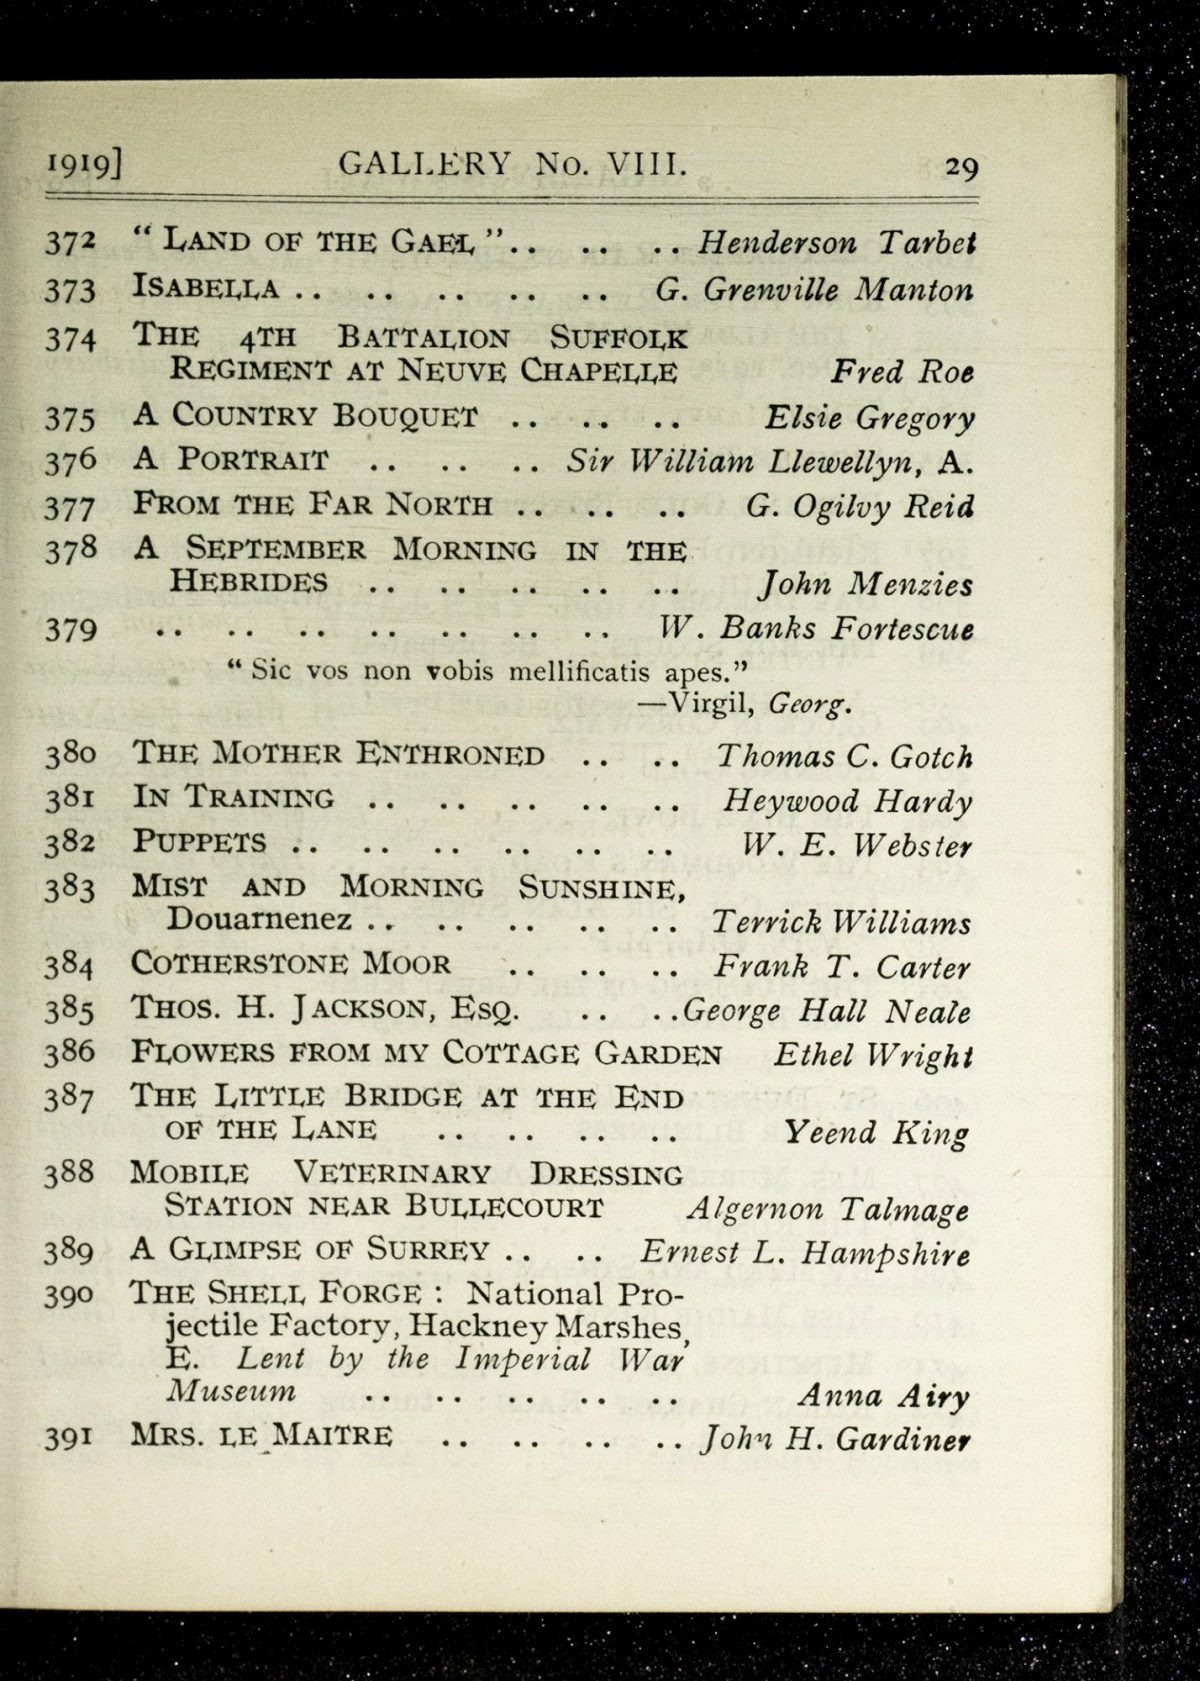 1919] GALLERY No. VIII. 29
372 “ LAND OF THE GAEL ”.. .. .. Henderson Tarbet
373 ISABELLA .. .. .. .. .. G. Grenville Manton
374 THE 4TH BATTALION SUFFOLK
REGIMENT AT NEUVE CHAPELLE Fred Roe
375 A COUNTRY BOUQUET .. .. .. Elsie Gregory
376 A PORTRAIT .. .. .. Sir William Llewellyn, A.
377 FROM THE FAR NORTH .. .. .. G. Ogilvy Reid
378 A SEPTEMBER MORNING IN THE
HEBRIDES .. .. .. .. .. John Menzies
379 .. .. .. .. .. .. .. W. Banks Fortescue
“ Sic vos non vobis mellificatis apes.”
—Virgil, Georg.
380 THE MOTHER ENTHRONED .. .. Thomas C. Gotch
381 IN TRAINING .. .. .. .. .. Heywood Hardy
382 PUPPETS .. .. .. .. .. .. W. E. Webster
383 MIST AND MORNING SUNSHINE,
Douarnenez .. .. .. .. .. Terrick Williams
384 COTHERSTONE MOOR .. .. .. Frank T. Carter
385 THOS. H. JACKSON, ESQ. .. .. George Hall Neale
386 FLOWERS FROM MY COTTAGE GARDEN Ethel Wright
387 THE LITTLE BRIDGE AT THE END
OF THE LANE .. .. .. .. Yeend King
388 MOBILE VETERINARY DRESSING
STATION NEAR BULLECOURT Algernon Talmage
389 A GLIMPSE OF SURREY .. .. Ernest L. Hampshire
390 THE SHELL FORGE : National Pro-
jectile Factory, Hackney Marshes,
E. Lent by the Imperial War
Museum .. .. .. .. .. Anna Airy
391 MRS. LE MAITRE .. .. .. .. John H. Gardiner